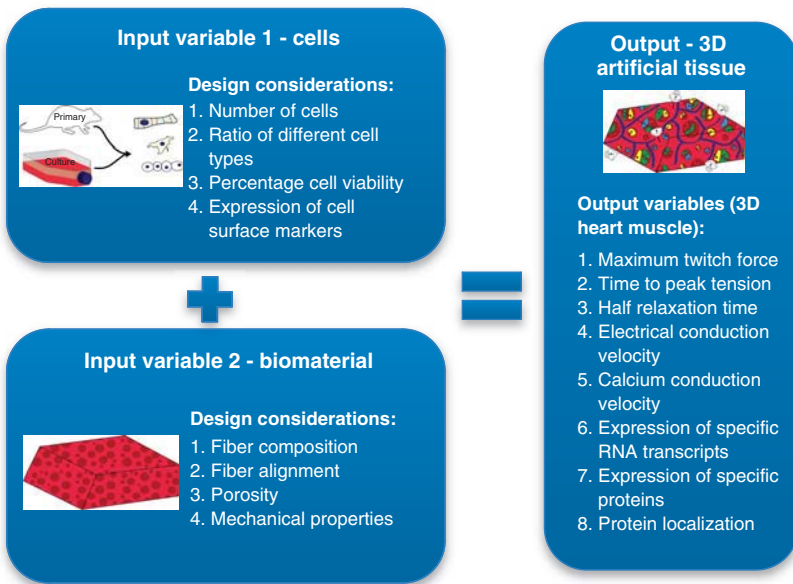 Input variable 1 - cells
Primary
Culture
Design considerations:
1. Number of cells
2. Ratio of different cell
types
3. Percentage cell viability
4. Expression of cell
surface markers
Input variable 2 - biomaterial
Design considerations:
1. Fiber composition
2. Fiber alignment
3. Porosity
4. Mechanical properties
Output - 3D
artificial tissue
Output variables (3D
heart muscle):
1. Maximum twitch force
2. Time to peak tension
3. Half relaxation time
4. Electrical conduction
velocity
5. Calcium conduction
velocity
6. Expression of specific
RNA transcripts
7. Expression of specific
proteins
8. Protein localization